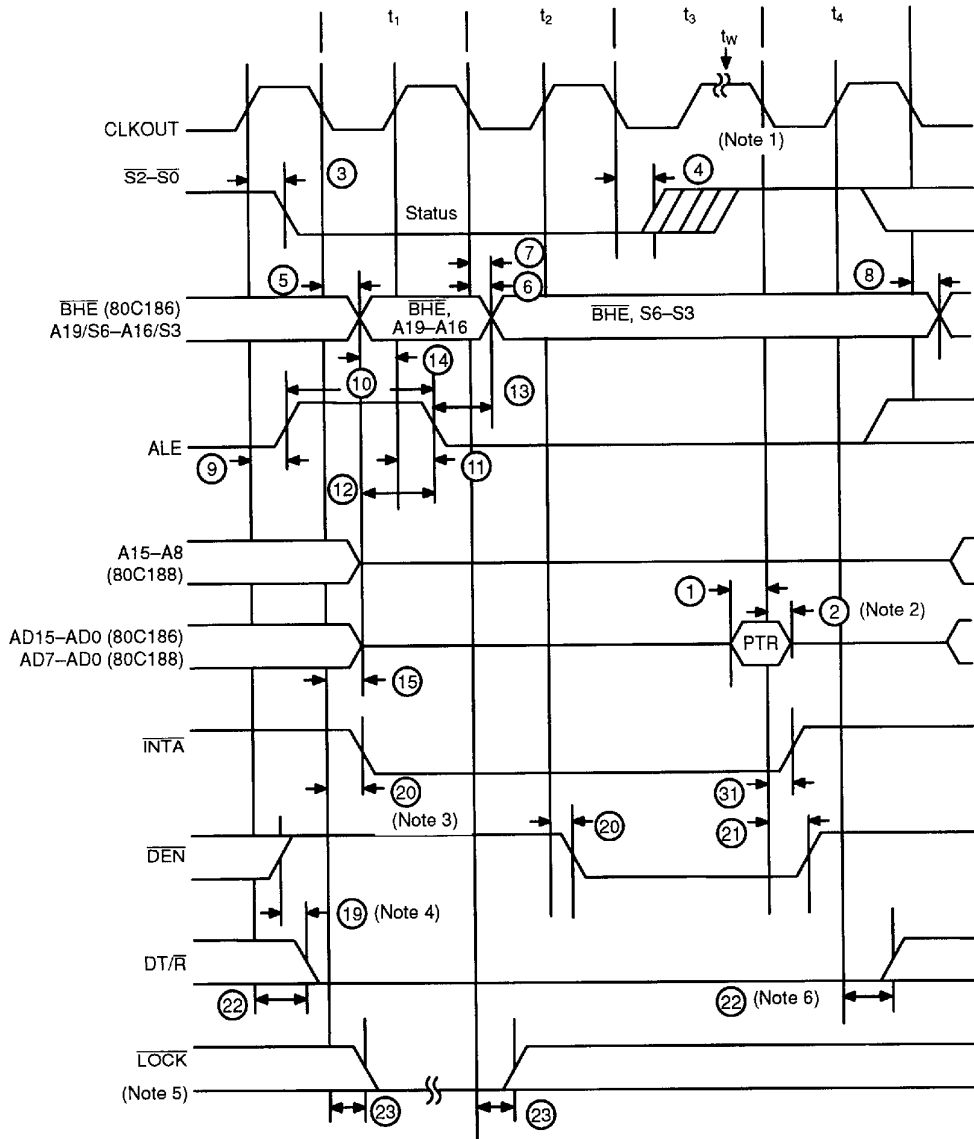 t1 t2 t3 t4
tW
CLKOUT
(Note 1)
S2–S0 3 4
Status
7
5 6 8
BHE (80C186) BHE, BHE, S6–S3
A19/S6–A16/S3 A19–A16
14
10 13
ALE
9 11
12
A15–A8
(80C188)
1
2 (Note 2)
AD15–AD0 (80C186) PTR
AD7–AD0 (80C188)
15
INTA
20 31
(Note 3)
DEN 20 21
19 (Note 4)
DT/R
22 22 (Note 6)
LOCK
(Note 5) 23 23